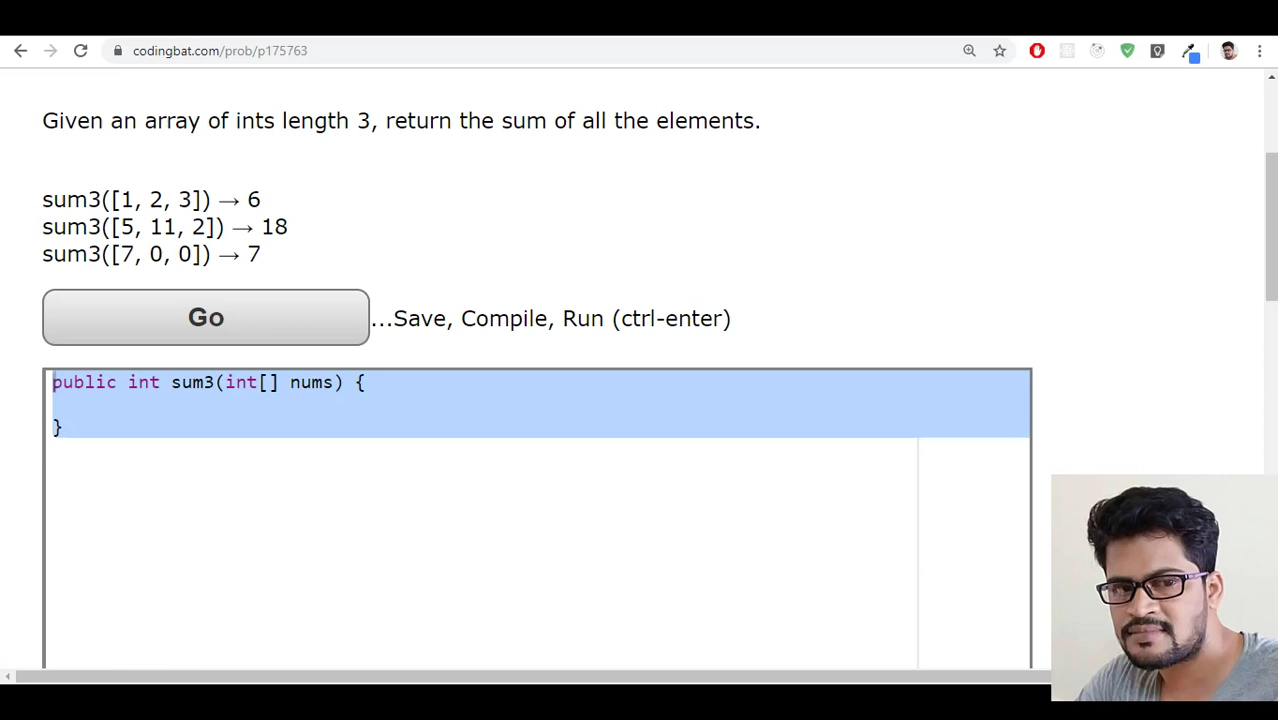 codingbat.com/prob/p175763
Given an array of ints length 3, return the sum of all the elements.
sum3([1, 2, 3]) → 6
sum3([5, 11, 2]) → 18
sum3([7, 0, 0]) → 7
Go ...Save, Compile, Run (ctrl-enter)
public int sum3(int[] nums) {
}